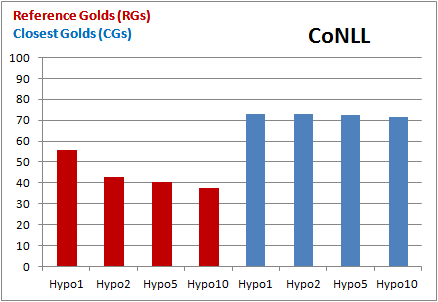 Reference Golds (RGs)
Closest Golds (CGs)
CoNLL
100
90
80
70
60
50
40
30
20
10
0
Hypo1 Hypo2 Hypo5 Hypo10 Hypo1 Hypo2 Hypo5 Hypo10